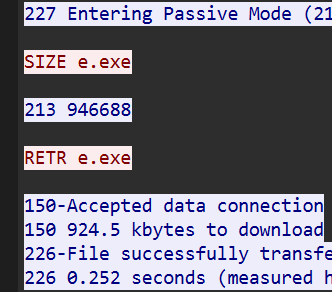 227 Entering Passive Mode (21
SIZE e.exe
213 946688
RETR e.exe
150-Accepted data connection
150 924.5 kbytes to download
226-File successfully transfe
226 0.252 seconds (measured h